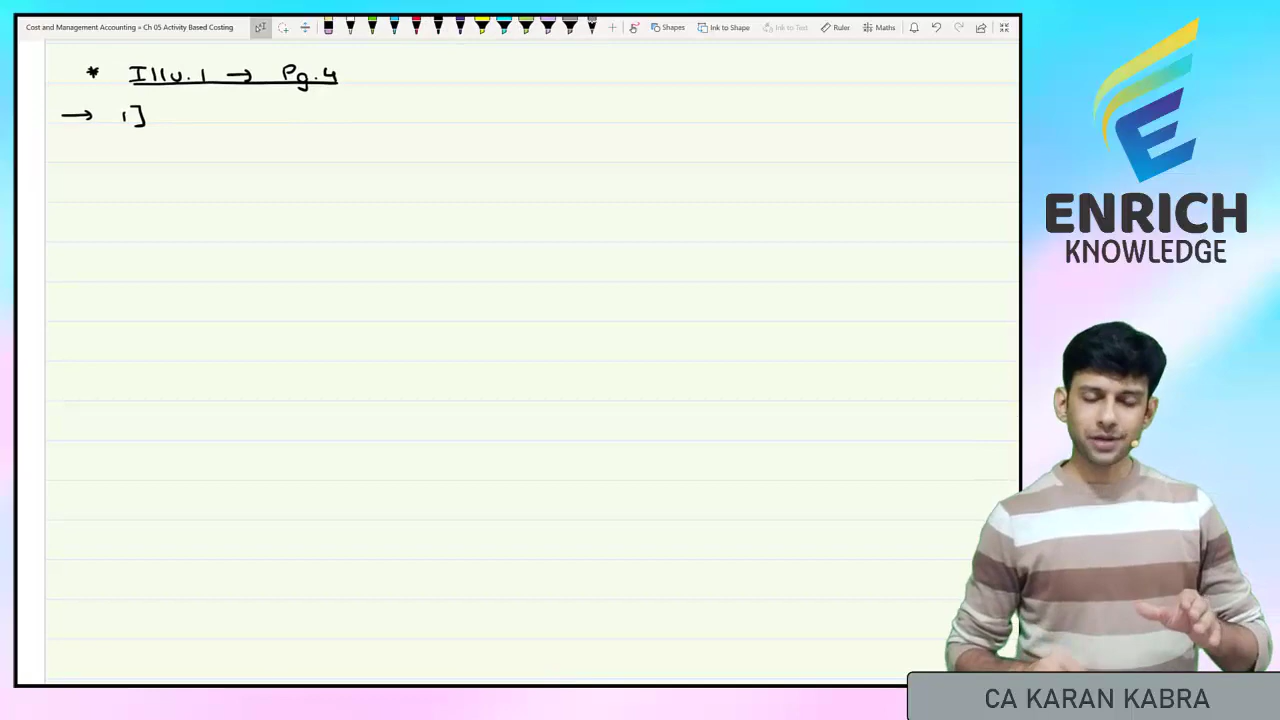 Cost and Management Accounting » Ch 05 Activity Based Costing
Shapes
Ink to Shape
Ink to Text
Ruler
Maths
* Illu.1 → Pg.4
→ 1]
ENRICH
KNOWLEDGE
CA KARAN KABRA